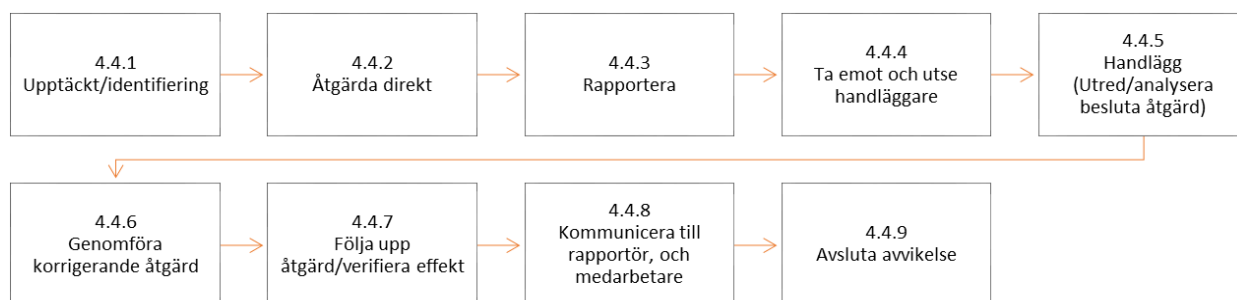 4.4.1
Upptäckt/identifiering
4.4.2
Åtgärda direkt
4.4.3
Rapportera
4.4.4
Ta emot och utse
handläggare
4.4.5
Handlägg
(Utred/analysera
besluta åtgärd)
4.4.6
Genomföra
korrigerande åtgärd
4.4.7
Följa upp
åtgärd/verifiera effekt
4.4.8
Kommunicera till
rapportör, och
medarbetare
4.4.9
Avsluta avvikelse